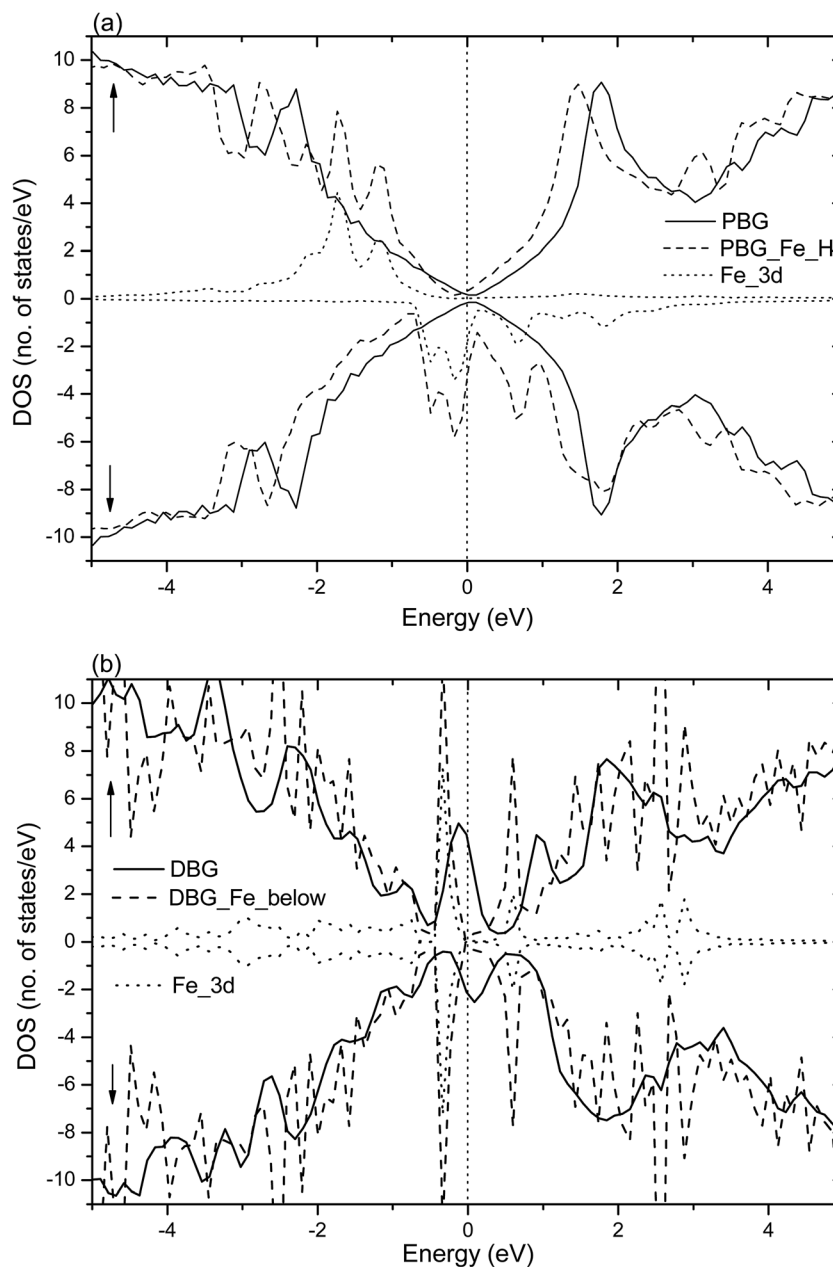 (a)
10
8
6
4
2
0
-2
-4
-6
-8
-10
DOS (no. of states/eV)
PBG
PBG_Fe_H
Fe_3d
-4
-2
0
2
4
Energy (eV)
(b)
10
8
6
4
2
0
-2
-4
-6
-8
-10
DOS (no. of states/eV)
DBG
DBG_Fe_below
Fe_3d
-4
-2
0
2
4
Energy (eV)